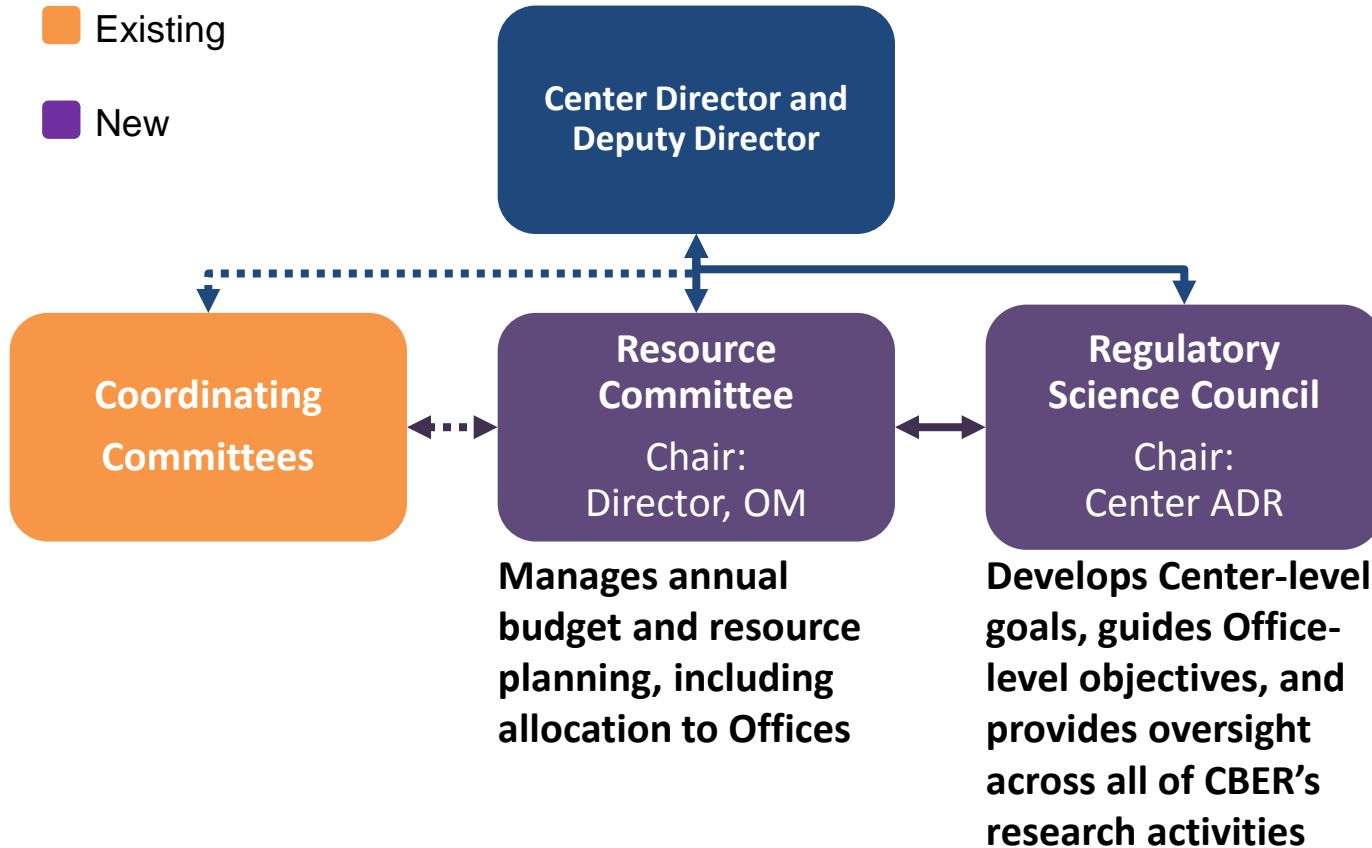 Existing
New
Center Director and
Deputy Director
Coordinating
Committees
Resource
Committee
Chair:
Director, OM
Regulatory
Science Council
Chair:
Center ADR
Manages annual
budget and resource
planning, including
allocation to Offices
Develops Center-level
goals, guides Office-
level objectives, and
provides oversight
across all of CBER’s
research activities